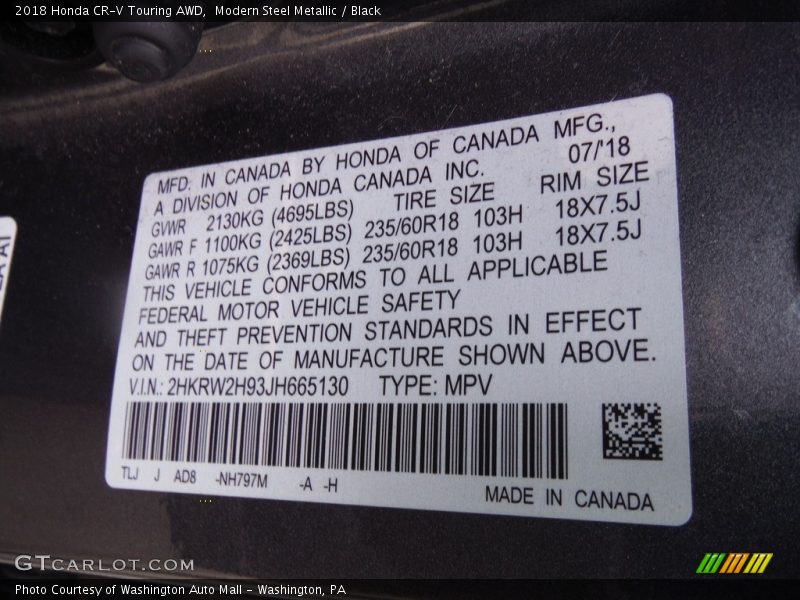 2018 Honda CR-V Touring AWD, Modern Steel Metallic / Black
MFD. IN CANADA BY HONDA OF CANADA MFG.,
A DIVISION OF HONDA CANADA INC. 07/'18
GVWR 2130KG (4695LBS) TIRE SIZE RIM SIZE
GAWR F 1100KG (2425LBS) 235/60R18 103H 18X7.5J
GAWR R 1075KG (2369LBS) 235/60R18 103H 18X7.5J
THIS VEHICLE CONFORMS TO ALL APPLICABLE
FEDERAL MOTOR VEHICLE SAFETY
AND THEFT PREVENTION STANDARDS IN EFFECT
ON THE DATE OF MANUFACTURE SHOWN ABOVE.
V.I.N.: 2HKRW2H93JH665130 TYPE: MPV
TLJ J AD8 -NH797M -A -H
MADE IN CANADA
GTCARLOT.COM
Photo Courtesy of Washington Auto Mall - Washington, PA